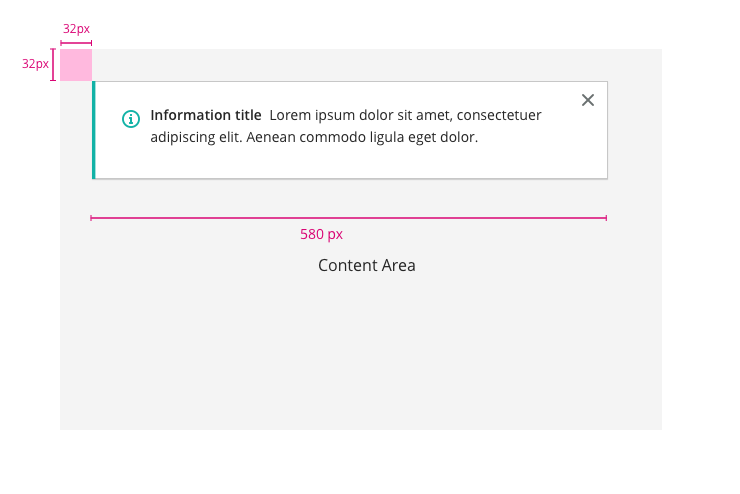 32px
32px
Information title Lorem ipsum dolor sit amet, consectetuer
adipiscing elit. Aenean commodo ligula eget dolor.
580 px
Content Area